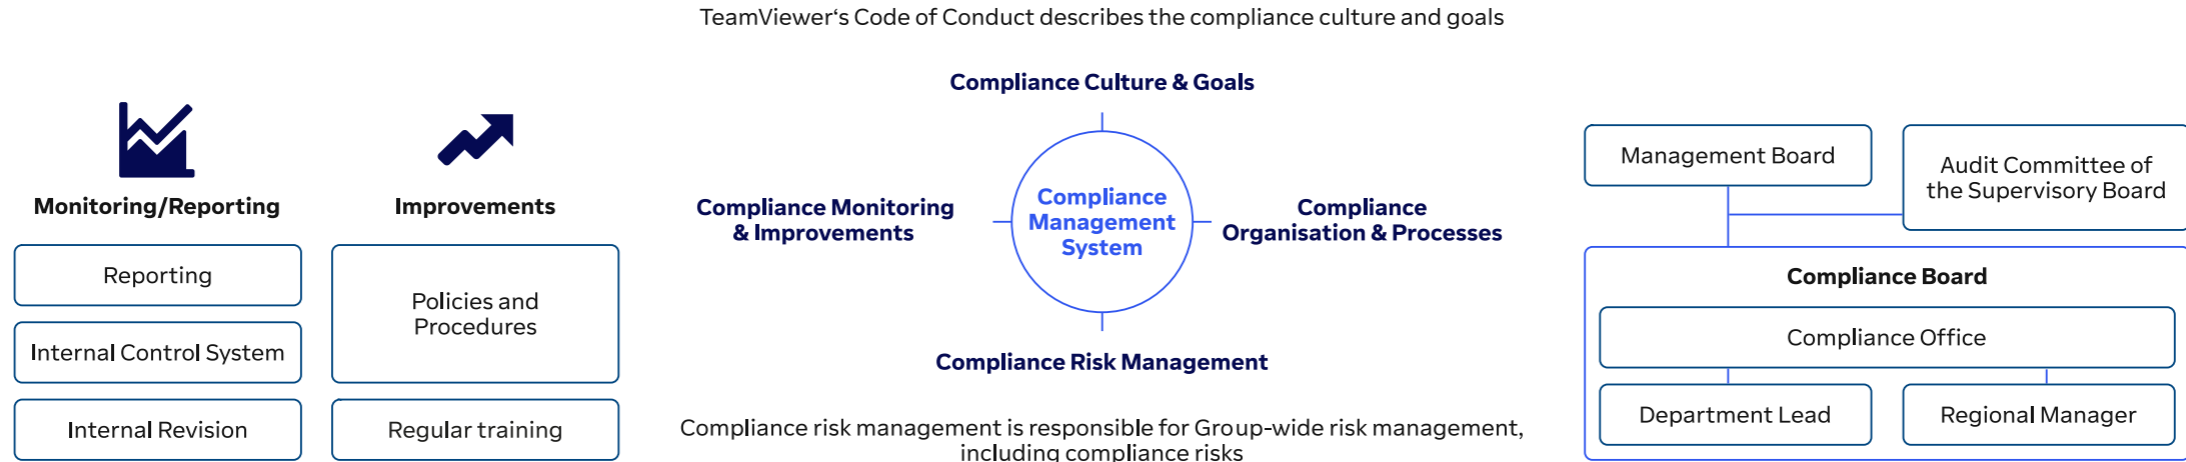 TeamViewer‘s Code of Conduct describes the compliance culture and goals
Monitoring/Reporting
Reporting
Internal Control System
Internal Revision
Improvements
Policies and
Procedures
Regular training
Compliance Culture & Goals
Compliance Monitoring
& Improvements
Compliance
Management
System
Compliance
Organisation & Processes
Compliance Risk Management
Compliance risk management is responsible for Group-wide risk management,
including compliance risks
Management Board
Audit Committee of
the Supervisory Board
Compliance Board
Compliance Office
Department Lead
Regional Manager